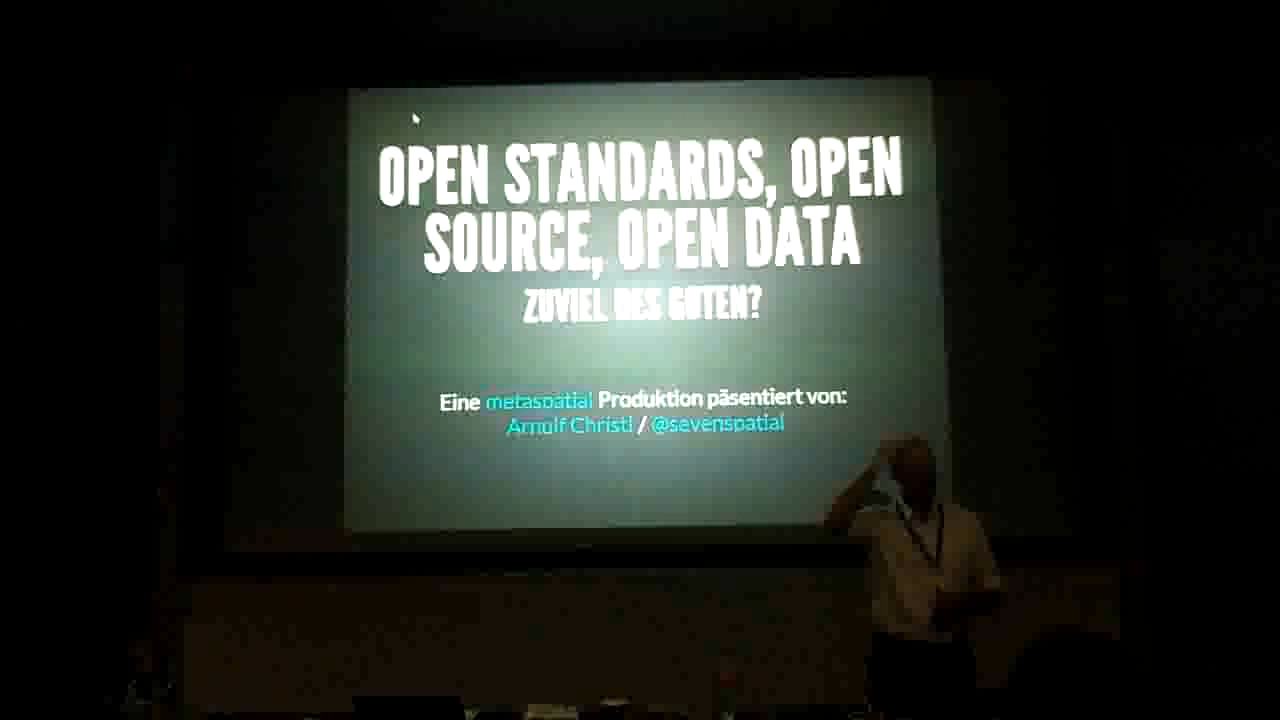 OPEN STANDARDS, OPEN
SOURCE, OPEN DATA
ZUVIEL DES GUTEN?
Eine metaspatial Produktion päsentiert von:
Arnulf Christl / @sevenspatial